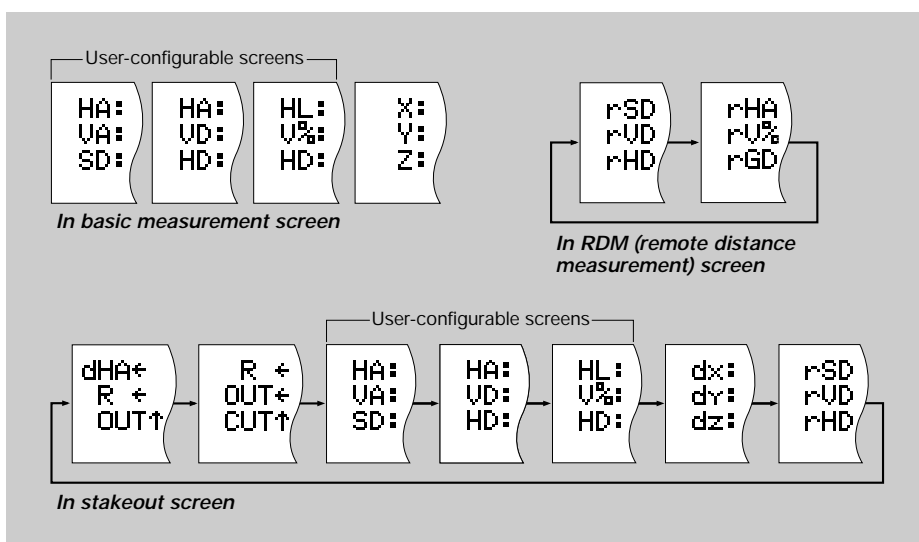 User-configurable screens
HA:
VA:
SD:
HA:
VD:
HD:
HL:
V%:
HD:
X:
Y:
Z:
In basic measurement screen
rSD
rVD
rHD
rHA
rV%
rGD
In RDM (remote distance
measurement) screen
User-configurable screens
dHA←
R ←
OUT↑
R ←
OUT←
CUT↑
HA:
VA:
SD:
HA:
VD:
HD:
HL:
V%:
HD:
dx:
dy:
dz:
rSD
rVD
rHD
In stakeout screen